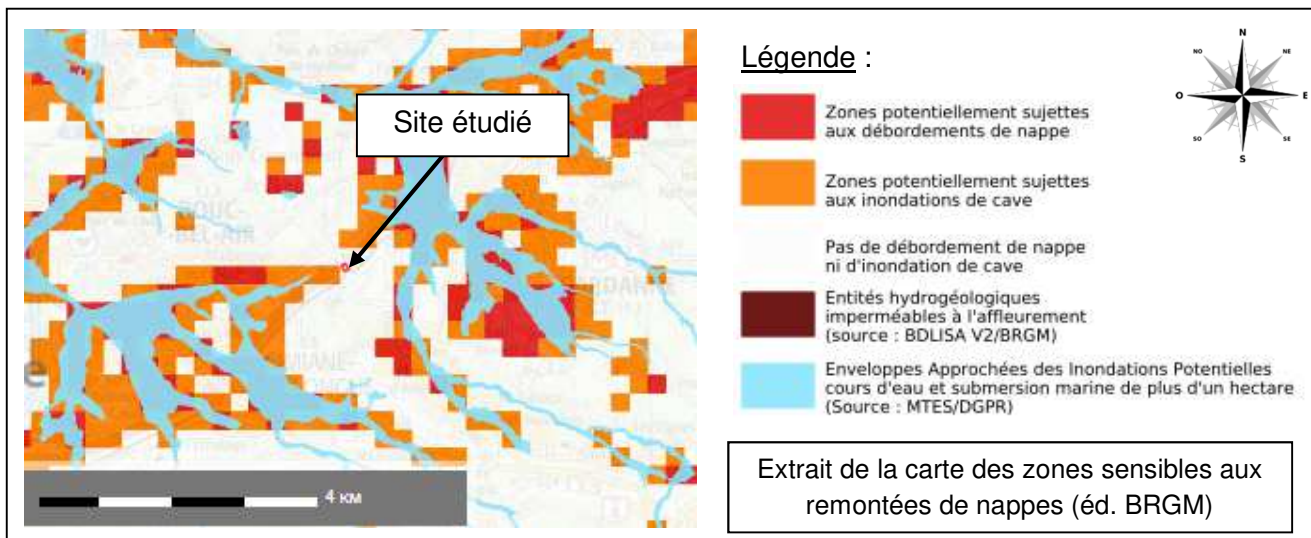 Site étudié
BOUC-
BEL-AIR
4 KM
Légende :
Zones potentiellement sujettes
aux débordements de nappe
Zones potentiellement sujettes
aux inondations de cave
Pas de débordement de nappe
ni d'inondation de cave
Entités hydrogéologiques
imperméables à l'affleurement
(source : BDLISA V2/BRGM)
Enveloppes Approchées des Inondations Potentielles
cours d'eau et submersion marine de plus d'un hectare
(Source : MTES/DGPR)
N
NO
NE
O
E
SO
SE
S
Extrait de la carte des zones sensibles aux
remontées de nappes (éd. BRGM)